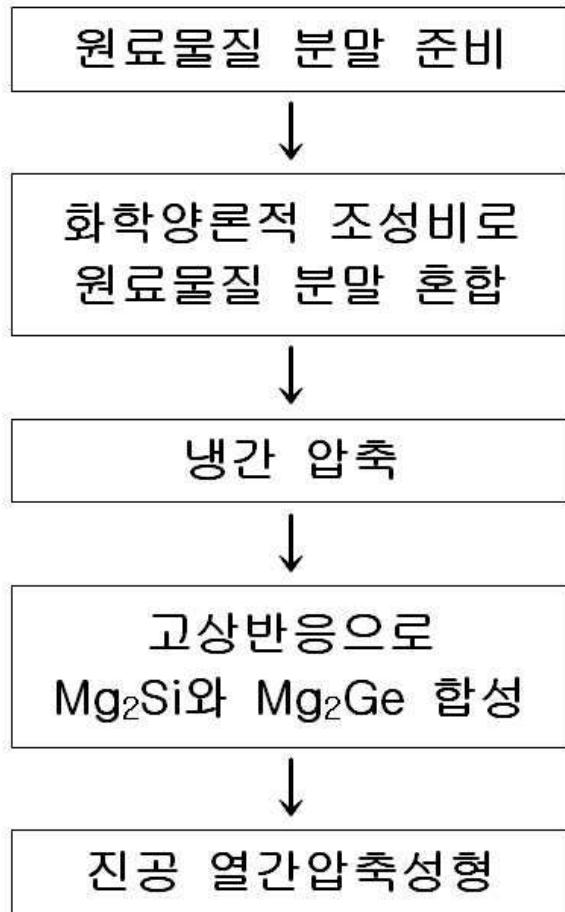 원료물질 분말 준비
화학양론적 조성비로
원료물질 분말 혼합
냉간 압축
고상반응으로
Mg₂Si와 Mg₂Ge 합성
진공 열간압축성형